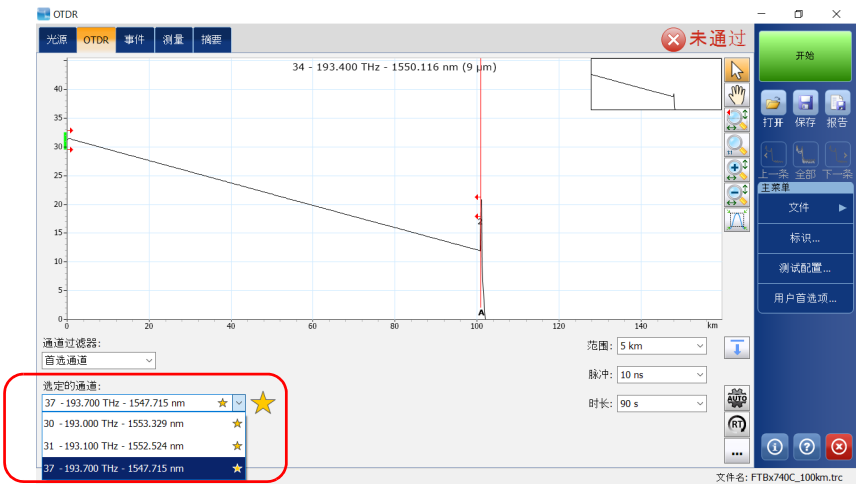 OTDR
光源 OTDR 事件 测量 摘要
未通过
34 - 193.400 THz - 1550.116 nm (9 µm)
40
35
30
25
20
15
10
5
0
2
A
0 20 40 60 80 100 120 140 km
通道过滤器:
首选通道
选定的通道:
37 - 193.700 THz - 1547.715 nm
30 - 193.000 THz - 1553.329 nm
31 - 193.100 THz - 1552.524 nm
37 - 193.700 THz - 1547.715 nm
范围: 5 km
脉冲: 10 ns
时长: 90 s
AUTO
RT
...
开始
打开 保存 报告
上一条 全部 下一条
主菜单
文件
标识...
测试配置...
用户首选项...
文件名: FTBx740C_100km.trc